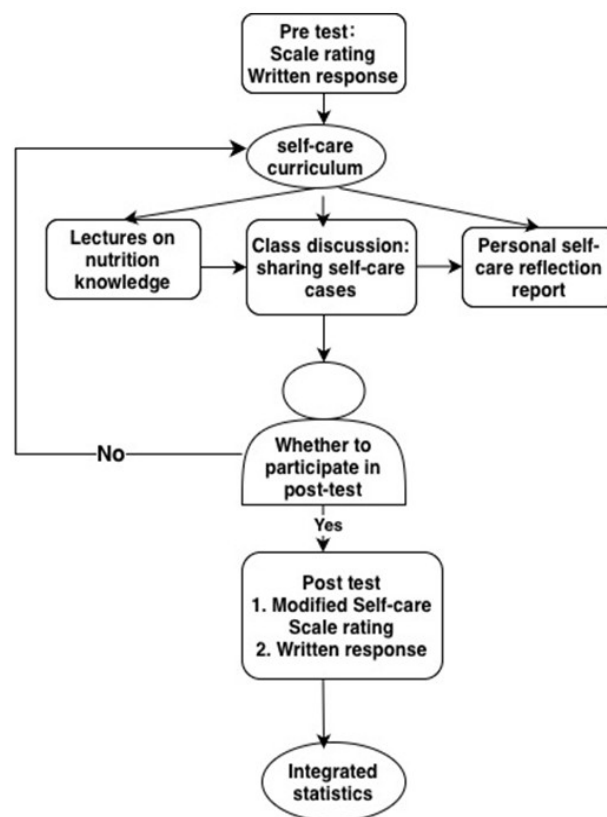 Pre test:
Scale rating
Written response
self-care
curriculum
Lectures on
nutrition
knowledge
Class discussion:
sharing self-care
cases
Personal self-
care reflection
report
No
Whether to
participate in
post-test
Yes
Post test
1. Modified Self-care
Scale rating
2. Written response
Integrated
statistics